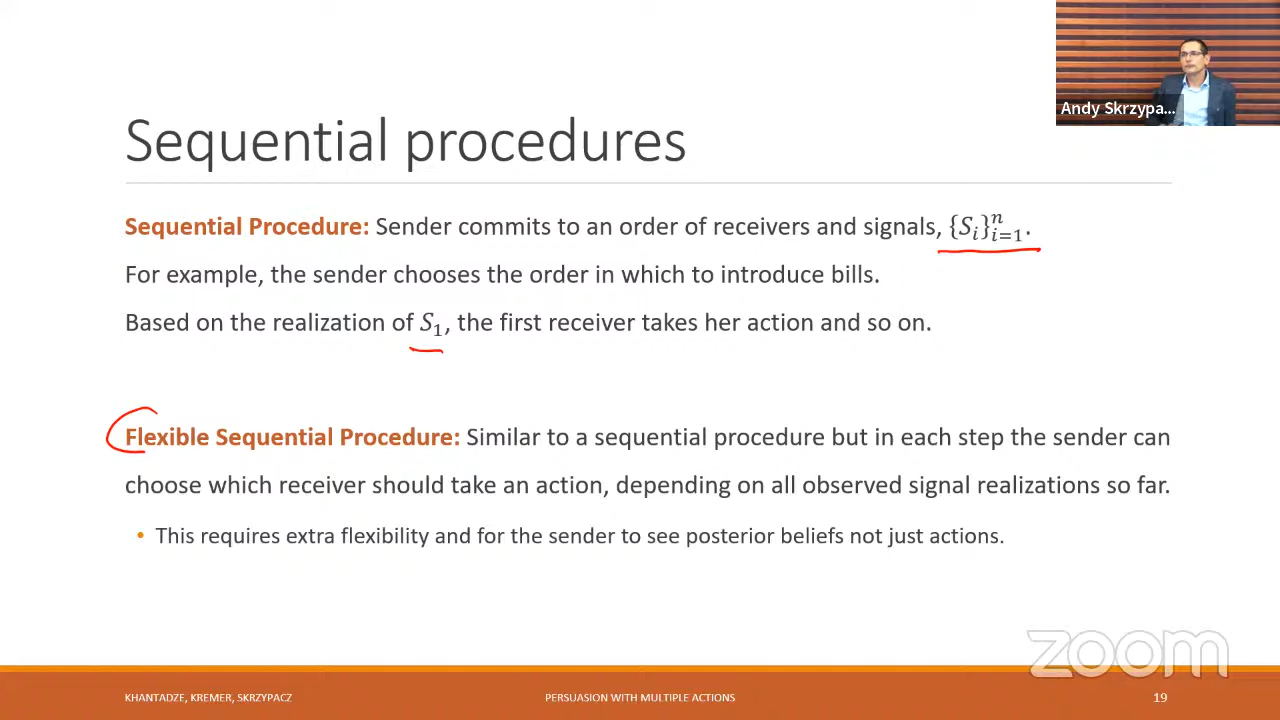 Andy Skrzypa...
Sequential procedures
Sequential Procedure: Sender commits to an order of receivers and signals, {Sᵢ}ⁿᵢ₌₁.
For example, the sender chooses the order in which to introduce bills.
Based on the realization of S₁, the first receiver takes her action and so on.
Flexible Sequential Procedure: Similar to a sequential procedure but in each step the sender can
choose which receiver should take an action, depending on all observed signal realizations so far.
• This requires extra flexibility and for the sender to see posterior beliefs not just actions.
zoom
KHANTADZE, KREMER, SKRZYPACZ
PERSUASION WITH MULTIPLE ACTIONS
19